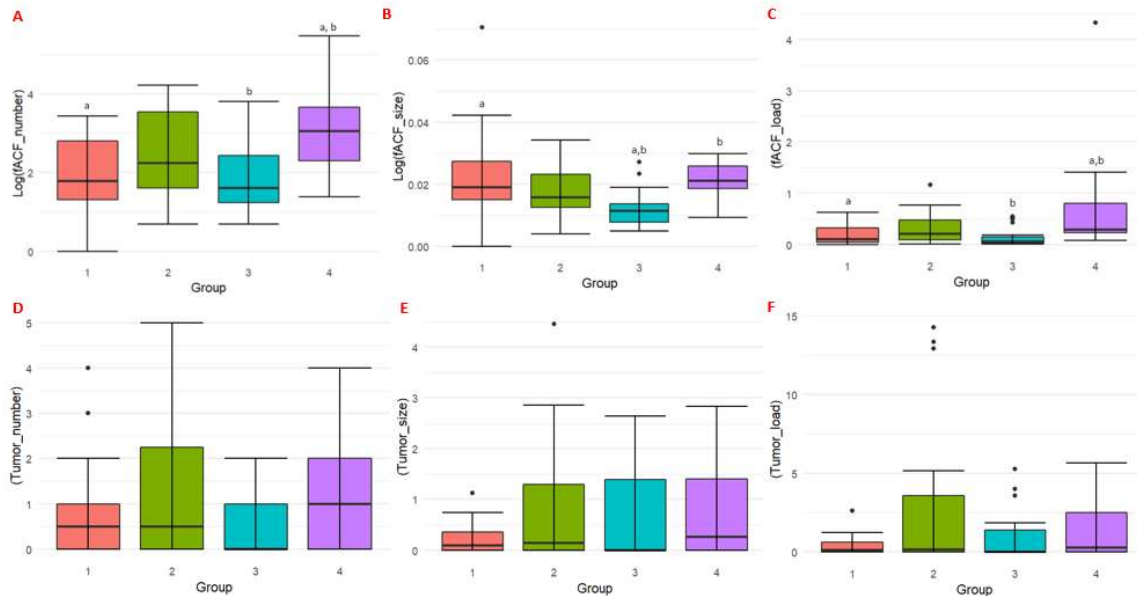 A
Log(fACF_number)
4
2
0
a
b
a, b
1 2 3 4
Group
B
Log(fACF_size)
0.06
0.04
0.02
0.00
a
a,b
b
1 2 3 4
Group
C
(fACF_load)
4
3
2
1
0
a
b
a,b
1 2 3 4
Group
D
(Tumor_number)
5
4
3
2
1
0
1 2 3 4
Group
E
(Tumor_size)
4
3
2
1
0
1 2 3 4
Group
F
(Tumor_load)
15
10
5
0
1 2 3 4
Group